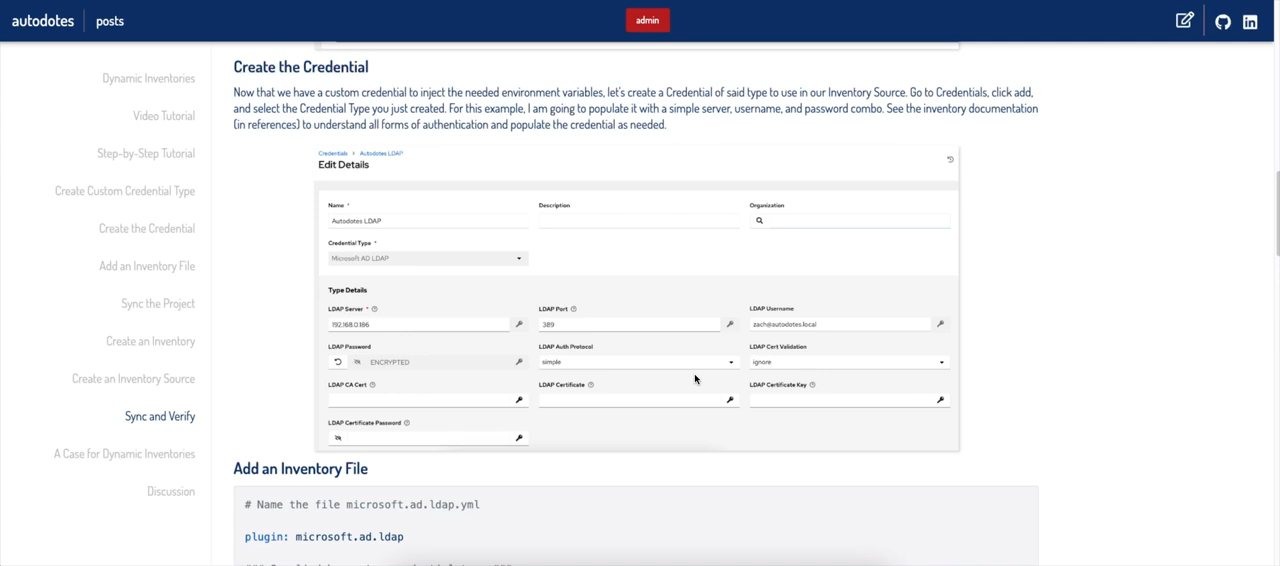 autodotes
posts
admin
Dynamic Inventories
Video Tutorial
Step-by-Step Tutorial
Create Custom Credential Type
Create the Credential
Add an Inventory File
Sync the Project
Create an Inventory
Create an Inventory Source
Sync and Verify
A Case for Dynamic Inventories
Discussion
Create the Credential
Now that we have a custom credential to inject the needed environment variables, let's create a Credential of said type to use in our Inventory Source. Go to Credentials, click add,
and select the Credential Type you just created. For this example, I am going to populate it with a simple server, username, and password combo. See the inventory documentation
(in references) to understand all forms of authentication and populate the credential as needed.
Credentials > Autodotes LDAP
Edit Details
Name * Description Organization
Autodotes LDAP
Credential Type *
Microsoft AD LDAP
Type Details
LDAP Server * LDAP Port LDAP Username
192.168.0.186 389 zach@autodotes.local
LDAP Password LDAP Auth Protocol LDAP Cert Validation
ENCRYPTED simple ignore
LDAP CA Cert LDAP Certificate LDAP Certificate Key
LDAP Certificate Password
Add an Inventory File
# Name the file microsoft.ad.ldap.yml
plugin: microsoft.ad.ldap